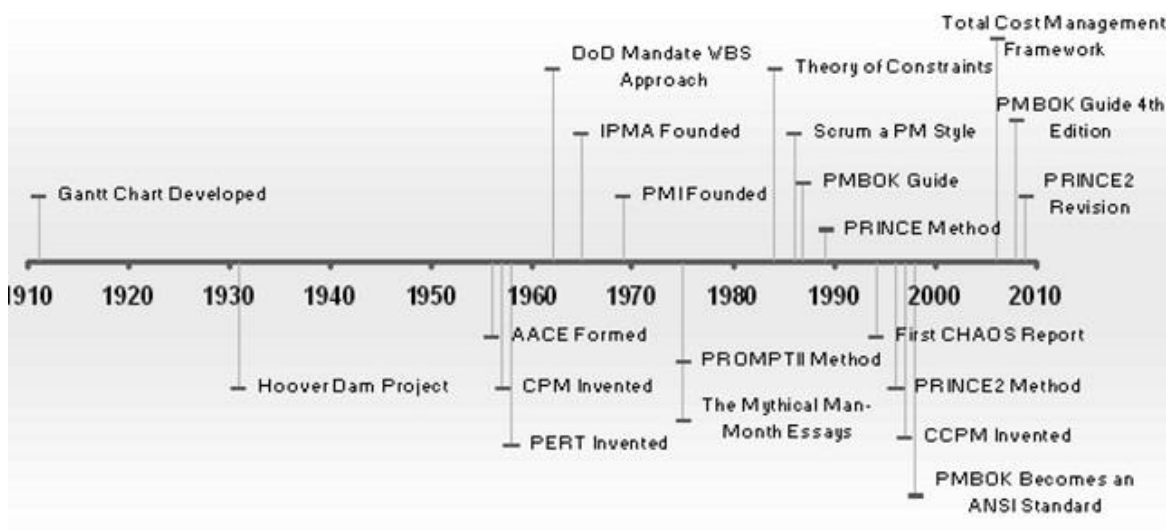 Total Cost Management
Framework
DoD Mandate WBS
Approach
Theory of Constraints
PMBOK Guide 4th
Edition
IPMA Founded
Scrum a PM Style
Gantt Chart Developed
PMI Founded
PMBOK Guide
PRINCE2
Revision
PRINCE Method
1910 1920 1930 1940 1950 1960 1970 1980 1990 2000 2010
AACE Formed
First CHAOS Report
Hoover Dam Project
CPM Invented
PROMPTII Method
PRINCE2 Method
The Mythical Man-
Month Essays
PERT Invented
CCPM Invented
PMBOK Becomes an
ANSI Standard